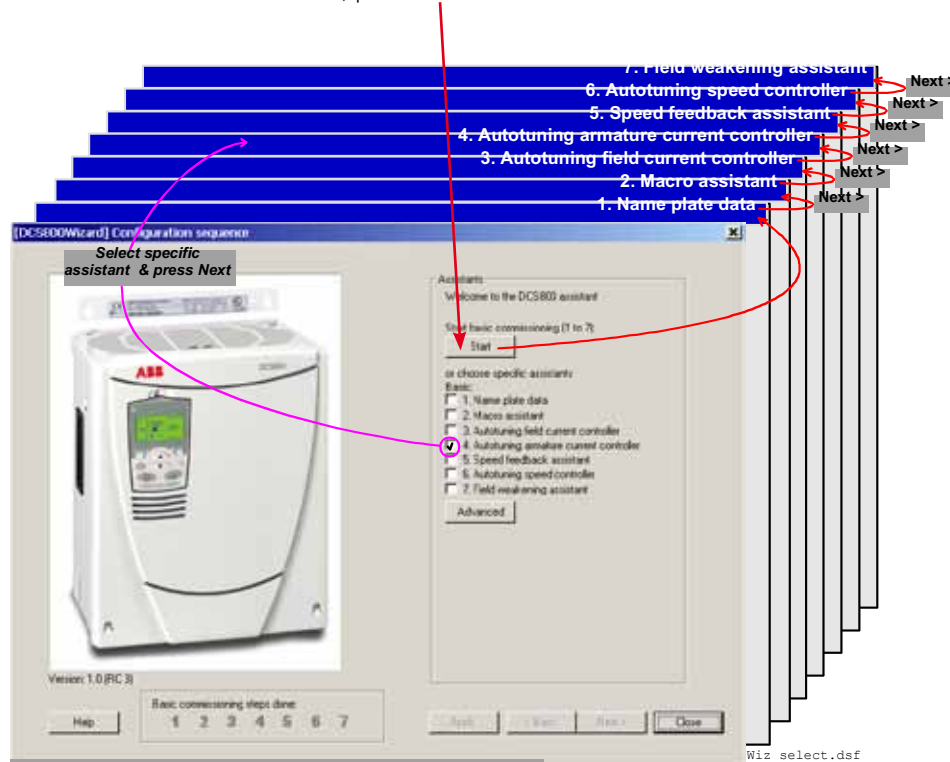 7. Field weakening assistant
Next >
6. Autotuning speed controller
Next >
5. Speed feedback assistant
Next >
4. Autotuning armature current controller
Next >
3. Autotuning field current controller
Next >
2. Macro assistant
Next >
1. Name plate data
[DCS800Wizard] Configuration sequence
Select specific
assistant & press Next
Assistants
Welcome to the DCS800 assistant
Start basic commissioning (1 to 7):
Start
or choose specific assistants
Basic:
1. Name plate data
2. Macro assistant
3. Autotuning field current controller
4. Autotuning armature current controller
5. Speed feedback assistant
6. Autotuning speed controller
7. Field weakening assistant
Advanced
ABB
DCS800
Version: 1.0 (RC 3)
Basic commissioning steps done:
1 2 3 4 5 6 7
Help
Apply
< Back
Next >
Close
Wiz select.dsf